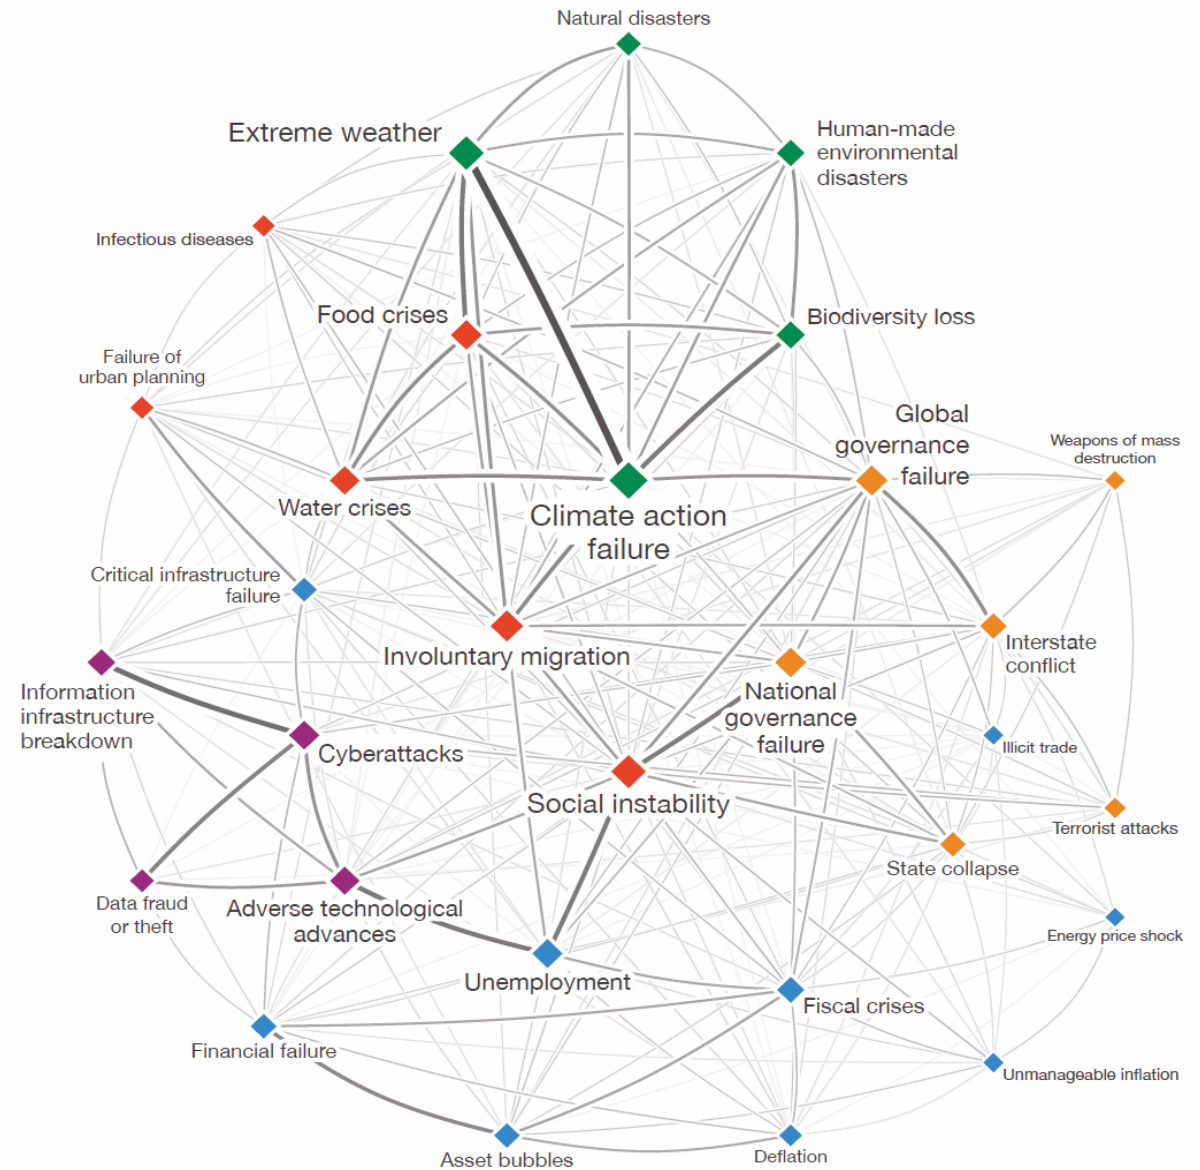 Natural disasters
Extreme weather
Human-made
environmental
disasters
Infectious diseases
Food crises
Biodiversity loss
Failure of
urban planning
Global
governance
failure
Weapons of mass
destruction
Water crises
Climate action
failure
Critical infrastructure
failure
Involuntary migration
Interstate
conflict
Information
infrastructure
breakdown
National
governance
failure
Cyberattacks
Illicit trade
Social instability
Terrorist attacks
State collapse
Data fraud
or theft
Adverse technological
advances
Energy price shock
Unemployment
Fiscal crises
Financial failure
Unmanageable inflation
Asset bubbles
Deflation